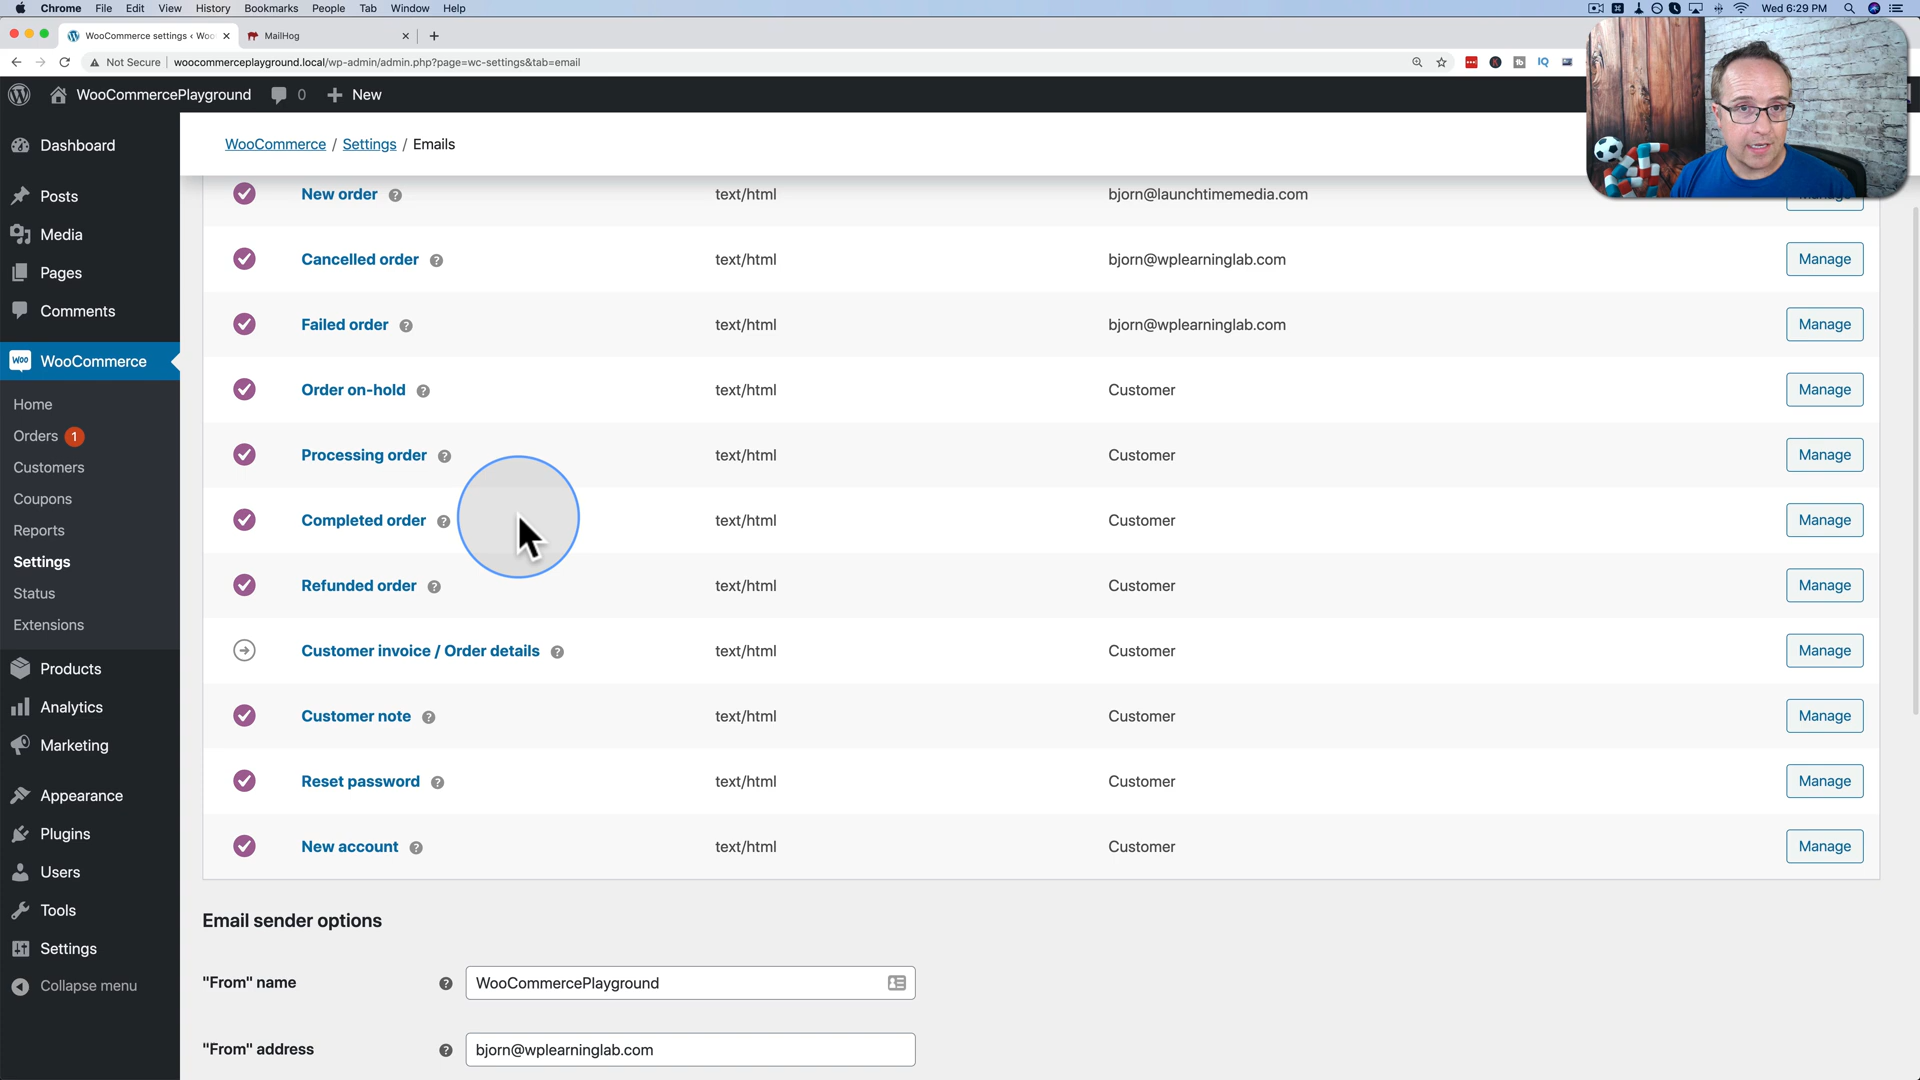 Chrome File Edit View History Bookmarks People Tab Window Help Wed 6:29 PM
WooCommerce settings ‹ Woo MailHog
Not Secure woocommerceplayground.local/wp-admin/admin.php?page=wc-settings&tab=email
WooCommercePlayground 0 New
WooCommerce / Settings / Emails
Dashboard
Posts
Media
Pages
Comments
WooCommerce
Home
Orders 1
Customers
Coupons
Reports
Settings
Status
Extensions
Products
Analytics
Marketing
Appearance
Plugins
Users
Tools
Settings
Collapse menu
New order text/html bjorn@launchtimemedia.com
Cancelled order text/html bjorn@wplearninglab.com Manage
Failed order text/html bjorn@wplearninglab.com Manage
Order on-hold text/html Customer Manage
Processing order text/html Customer Manage
Completed order text/html Customer Manage
Refunded order text/html Customer Manage
Customer invoice / Order details text/html Customer Manage
Customer note text/html Customer Manage
Reset password text/html Customer Manage
New account text/html Customer Manage
Email sender options
"From" name WooCommercePlayground
"From" address bjorn@wplearninglab.com